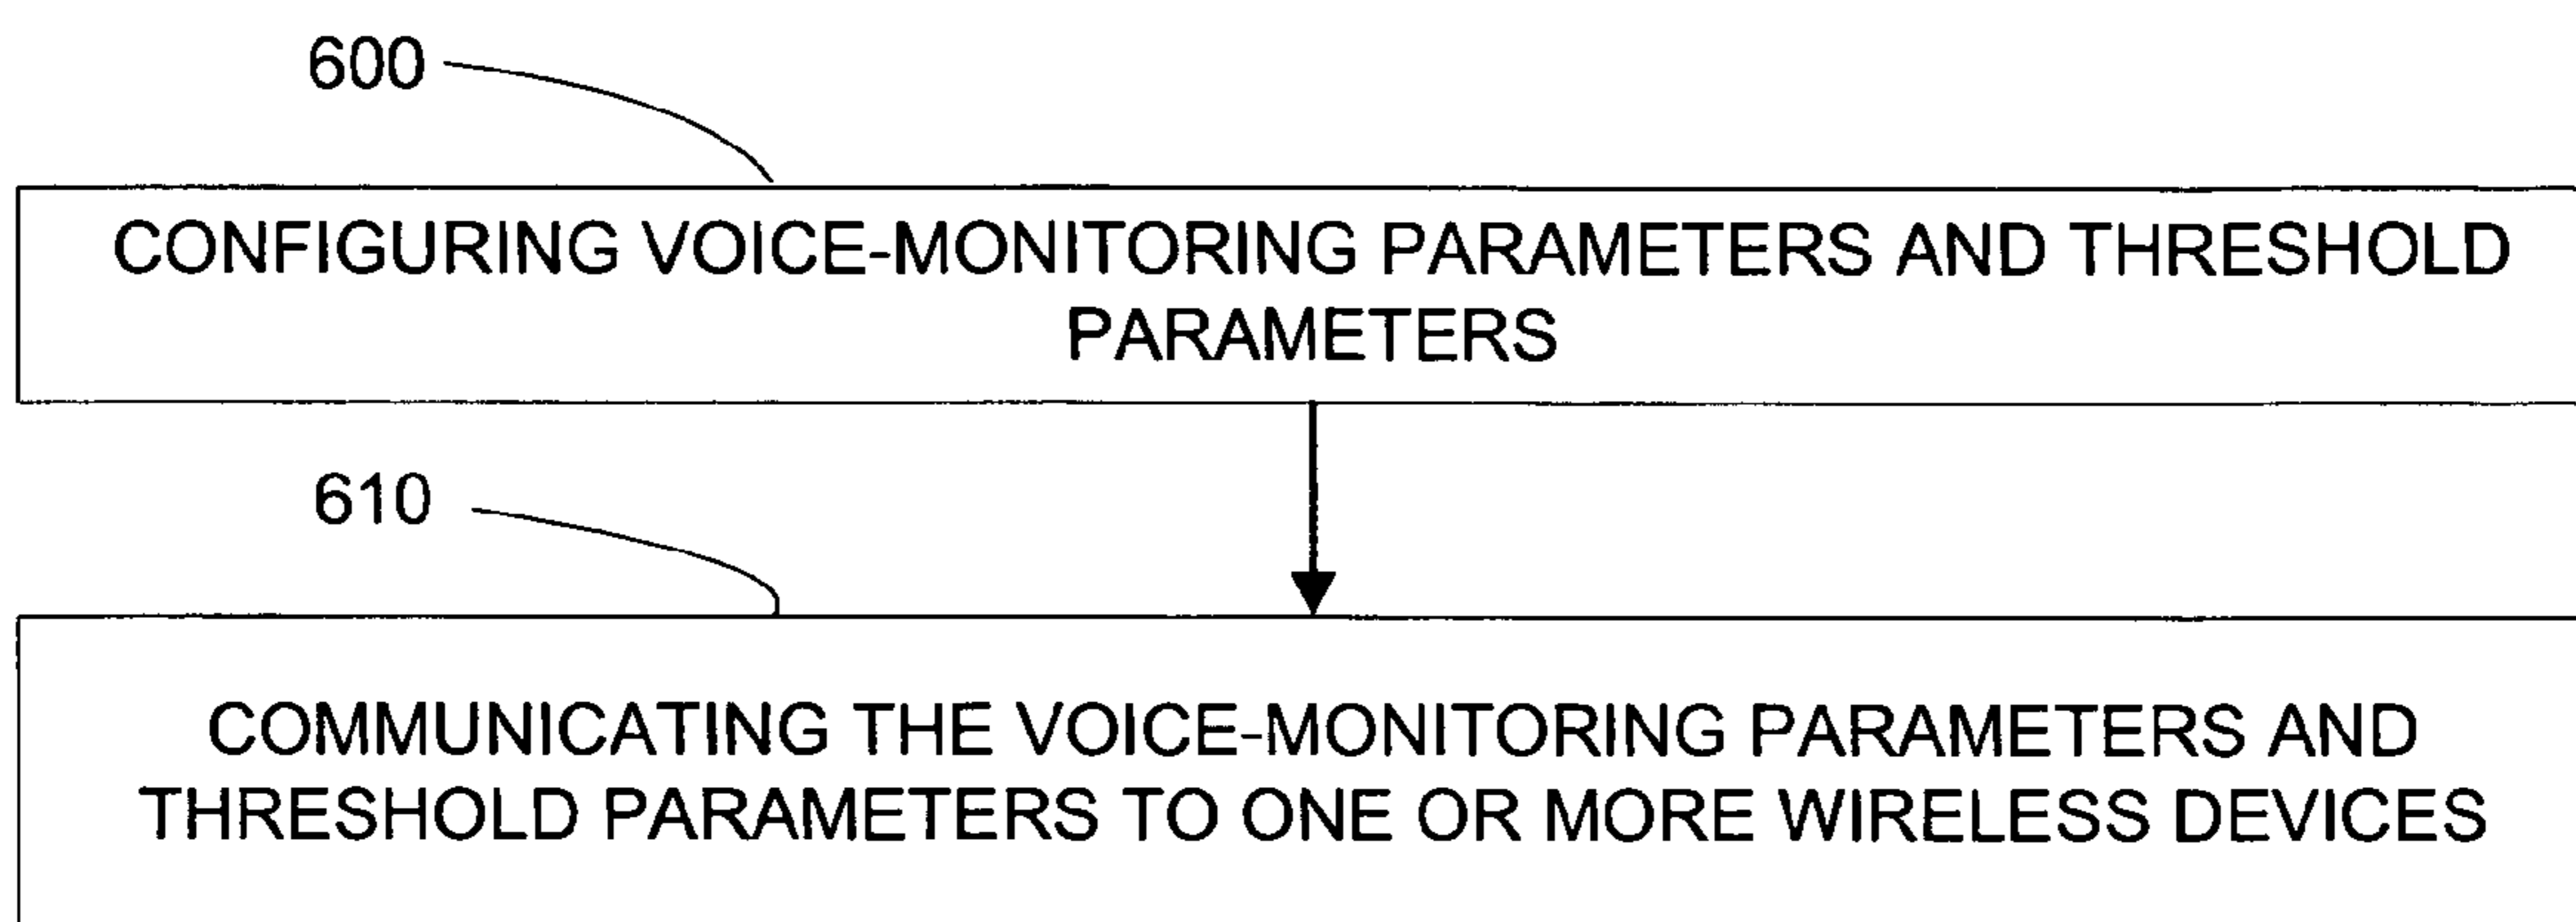 600
CONFIGURING VOICE-MONITORING PARAMETERS AND THRESHOLD
PARAMETERS
610
COMMUNICATING THE VOICE-MONITORING PARAMETERS AND
THRESHOLD PARAMETERS TO ONE OR MORE WIRELESS DEVICES